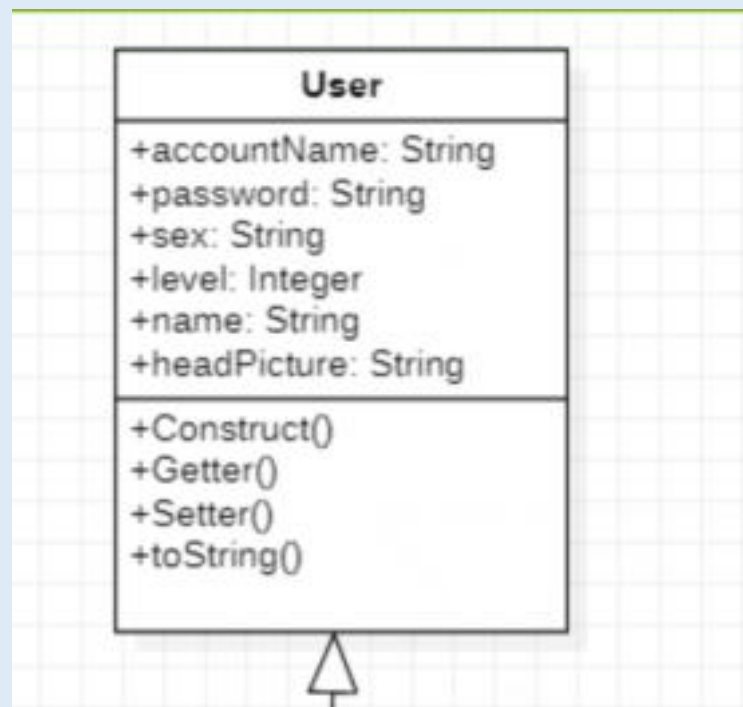 User
+accountName: String
+password: String
+sex: String
+level: Integer
+name: String
+headPicture: String
+Construct()
+Getter()
+Setter()
+toString()